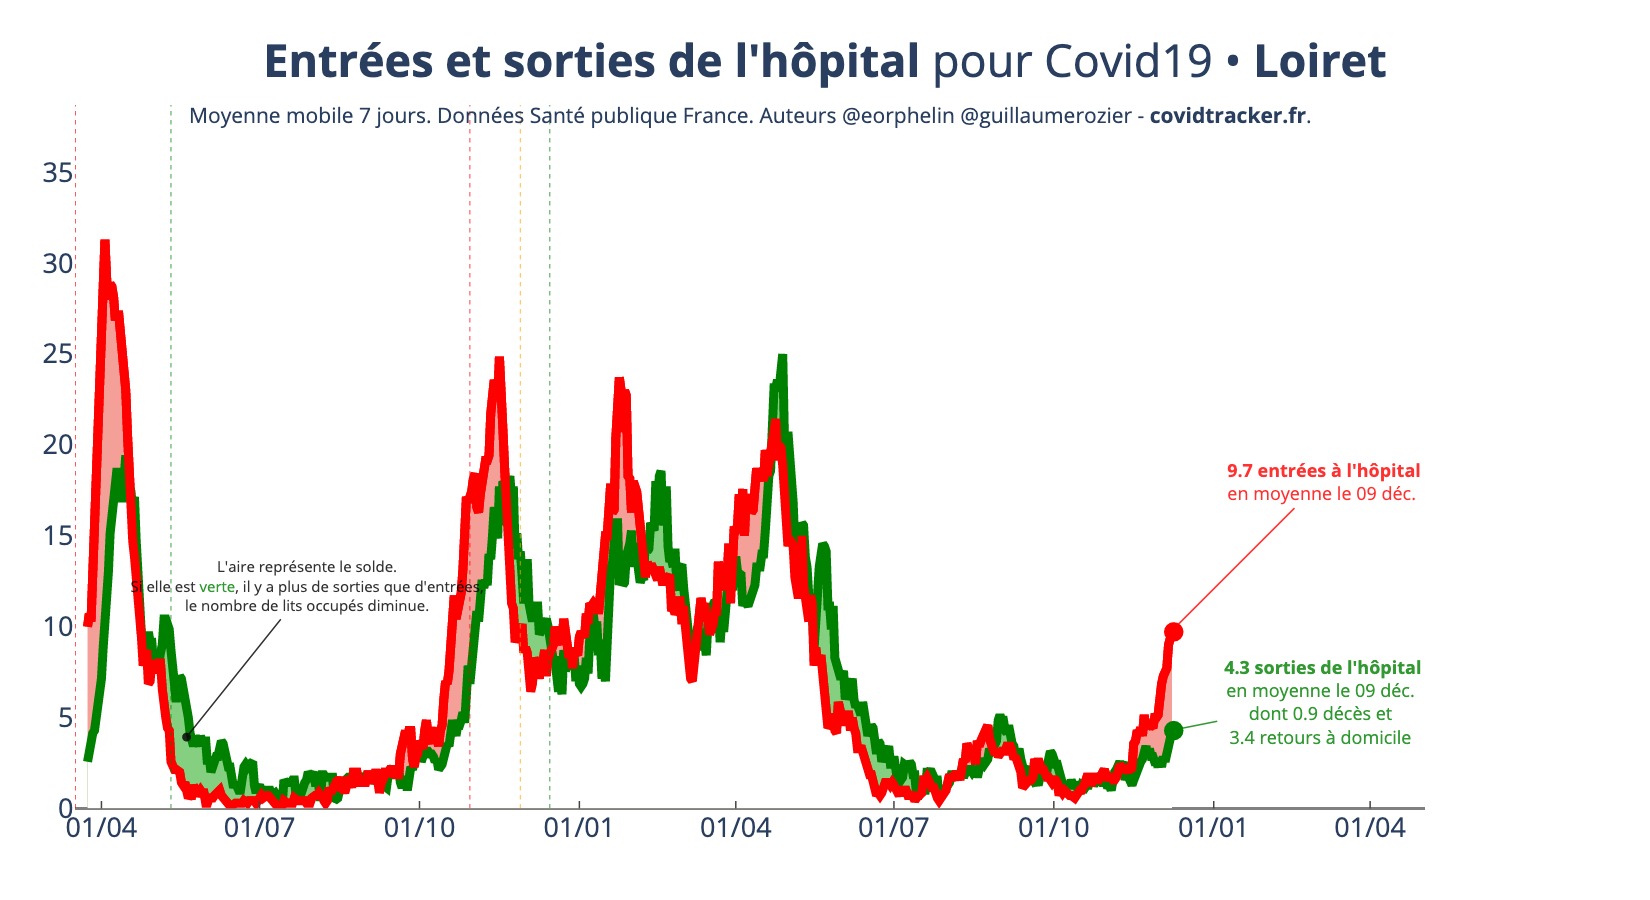 Entrées et sorties de l'hôpital pour Covid19 • Loiret
Moyenne mobile 7 jours. Données Santé publique France. Auteurs @eorphelin @guillaumerozier - covidtracker.fr.
35
30
25
20
15
10
5
0
L'aire représente le solde.
Si elle est verte, il y a plus de sorties que d'entrées,
le nombre de lits occupés diminue.
9.7 entrées à l'hôpital
en moyenne le 09 déc.
4.3 sorties de l'hôpital
en moyenne le 09 déc.
dont 0.9 décès et
3.4 retours à domicile
01/04
01/07
01/10
01/01
01/04
01/07
01/10
01/01
01/04